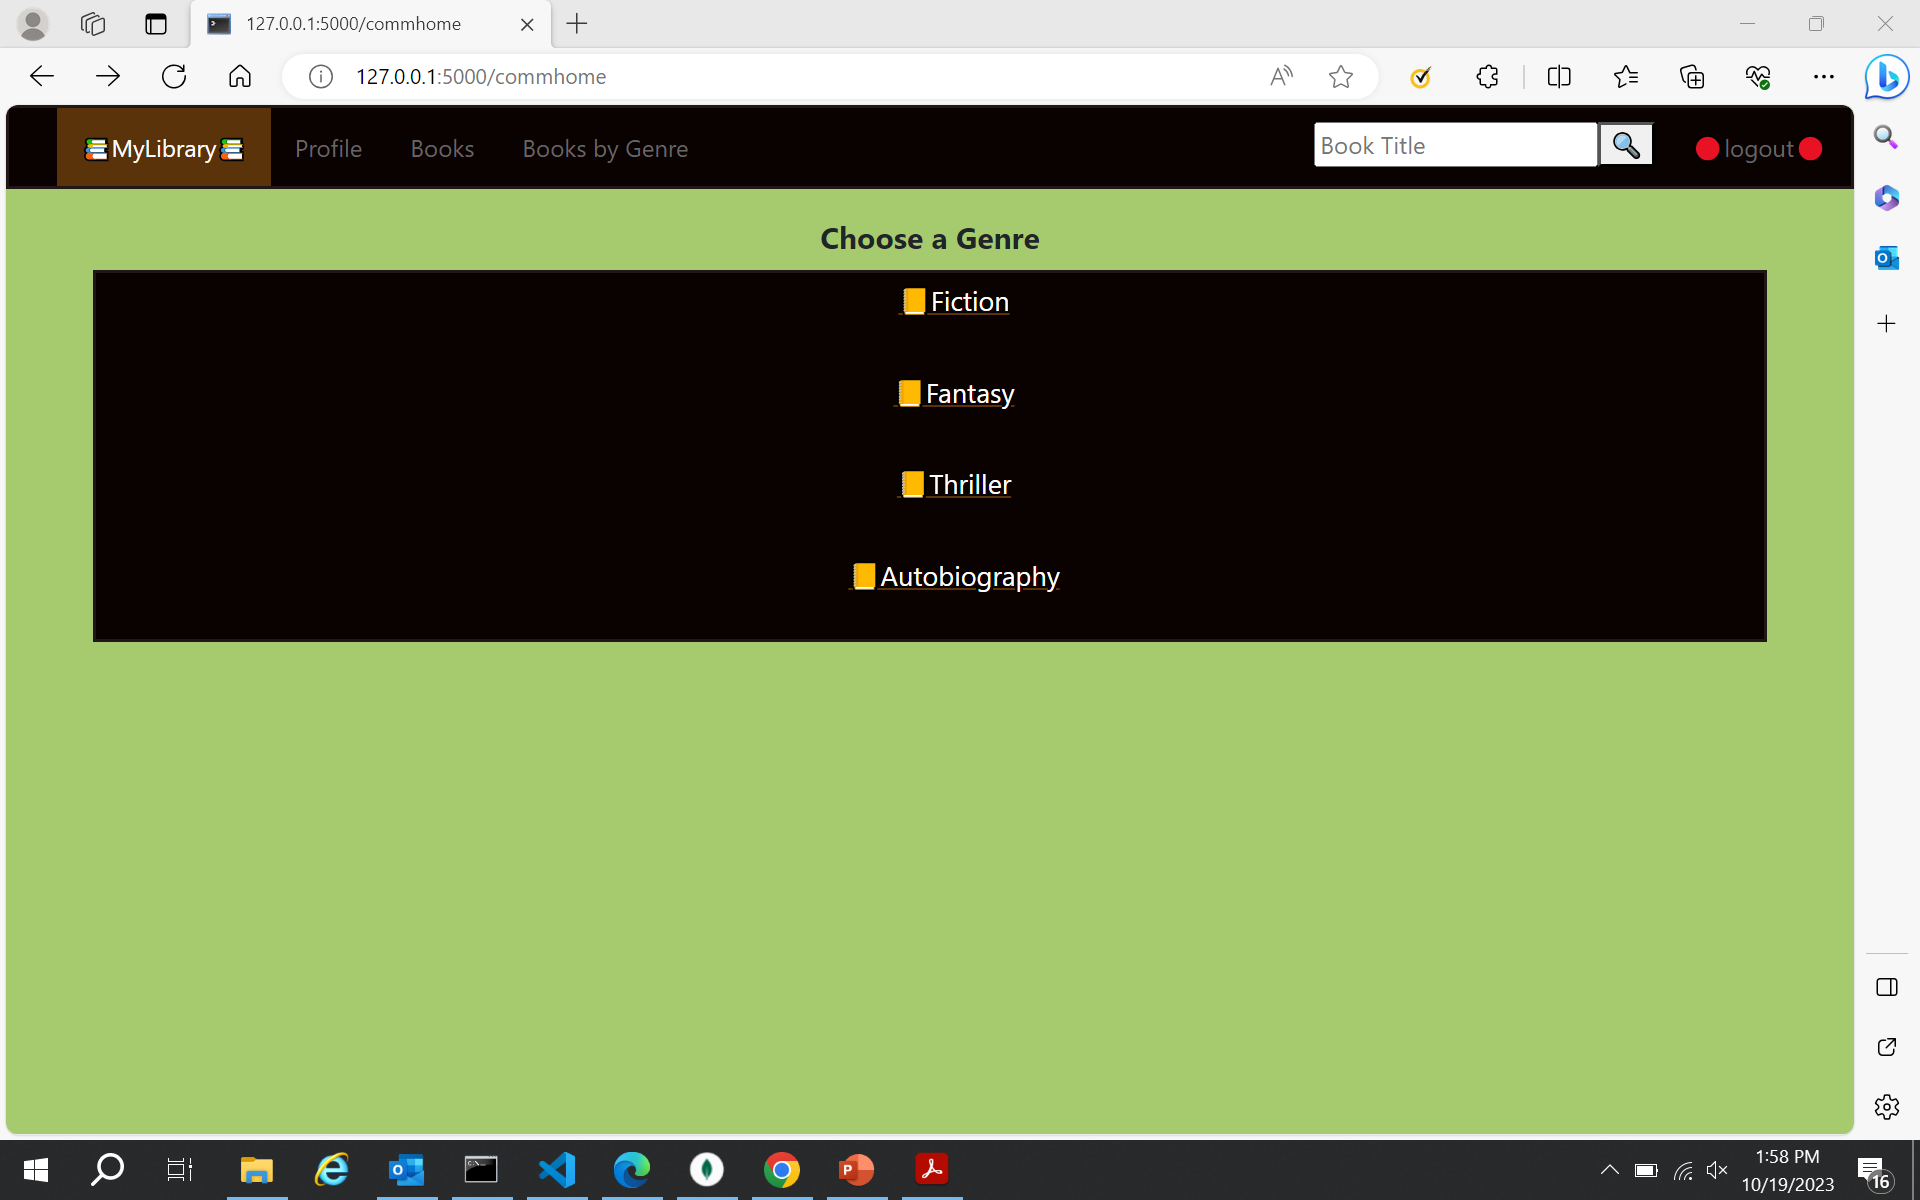 127.0.0.1:5000/commhome
127.0.0.1:5000/commhome
MyLibrary Profile Books Books by Genre Book Title logout
Choose a Genre
Fiction
Fantasy
Thriller
Autobiography
1:58 PM
10/19/2023
16